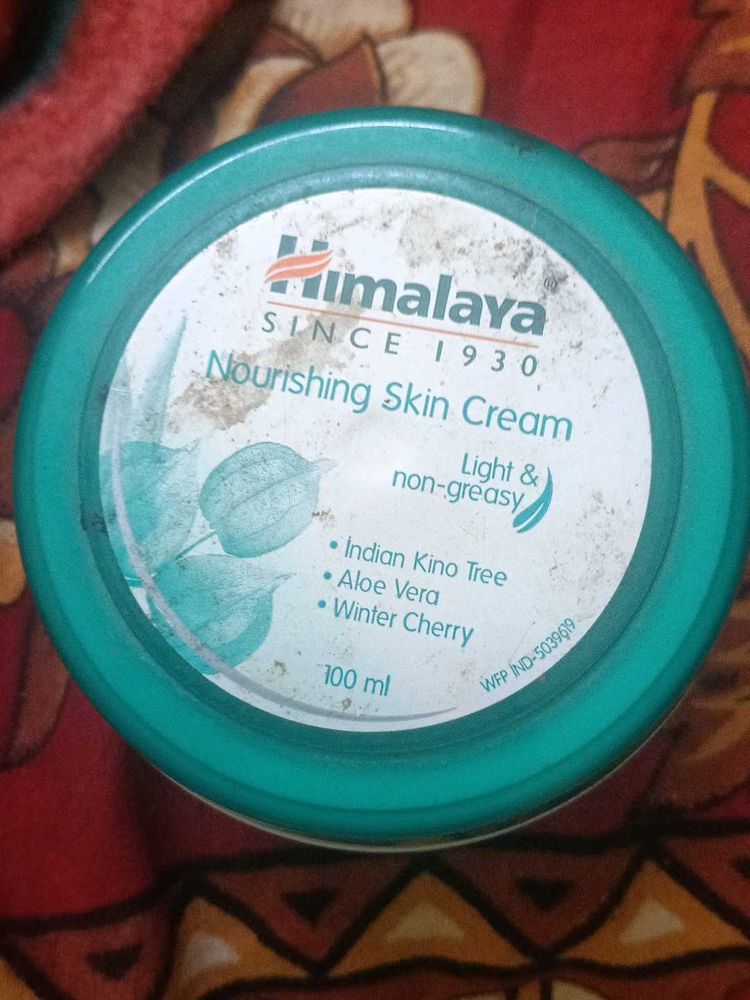 Himalaya®
SINCE 1930
Nourishing Skin Cream
Light &
non-greasy
• Indian Kino Tree
• Aloe Vera
• Winter Cherry
100 ml
WFP IND-5039619